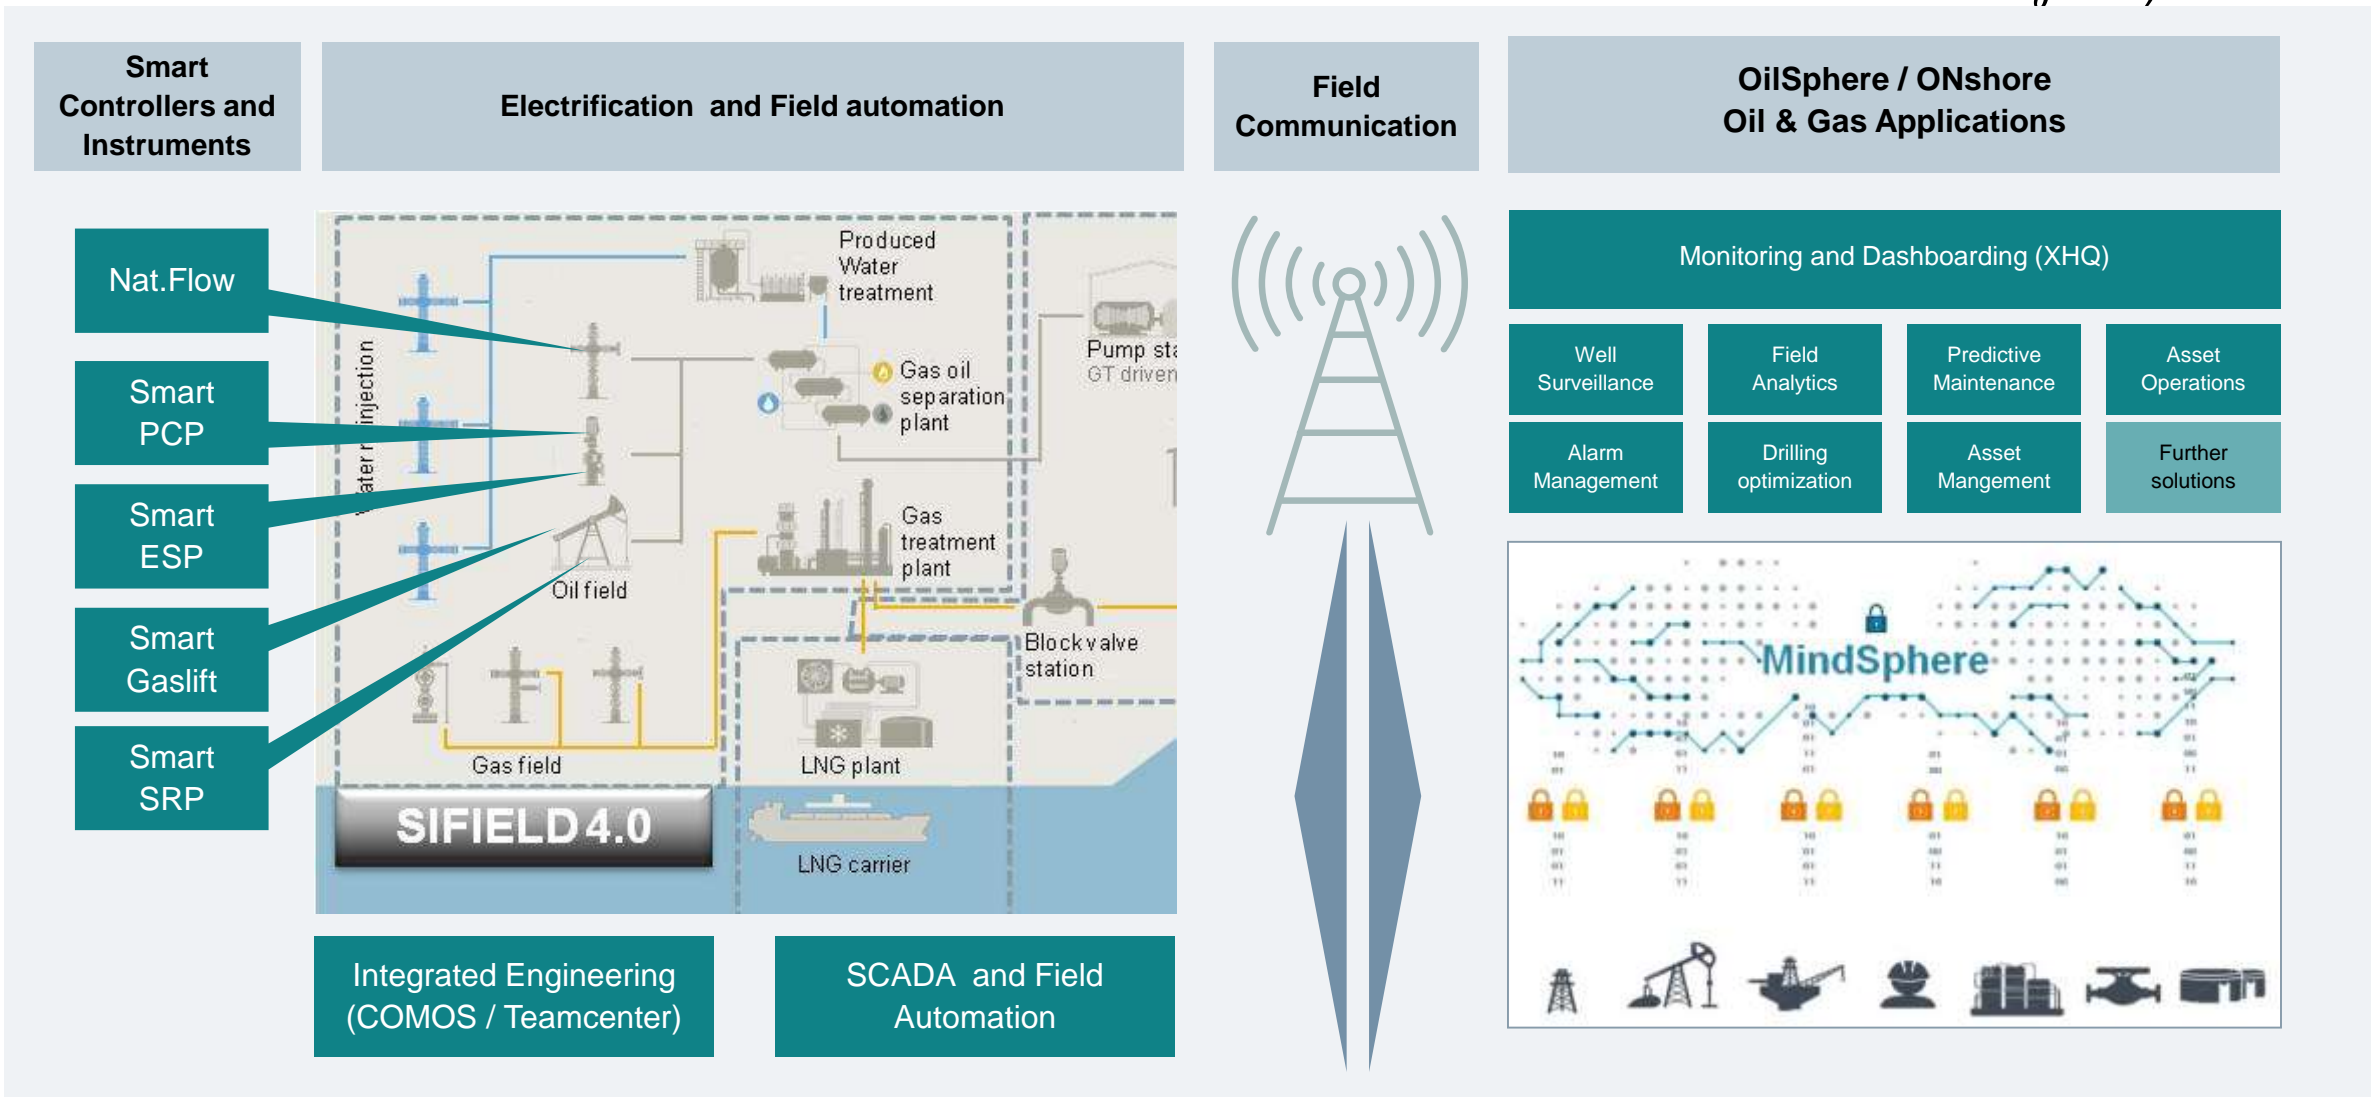 Smart
Controllers and
Instruments
Electrification and Field automation
Field
Communication
OilSphere / ONshore
Oil & Gas Applications
Nat.Flow
Smart
PCP
Smart
ESP
Smart
Gaslift
Smart
SRP
Produced
Water
treatment
injection
Gas oil
separation
plant
Pump
GT driven
Gas
treatment
plant
Oil field
Block valve
station
Gas field
LNG plant
SIFIELD 4.0
LNG carrier
Integrated Engineering
(COMOS / Teamcenter)
SCADA and Field
Automation
Monitoring and Dashboarding (XHQ)
Well
Surveillance
Field
Analytics
Predictive
Maintenance
Asset
Operations
Alarm
Management
Drilling
optimization
Asset
Mangement
Further
solutions
MindSphere